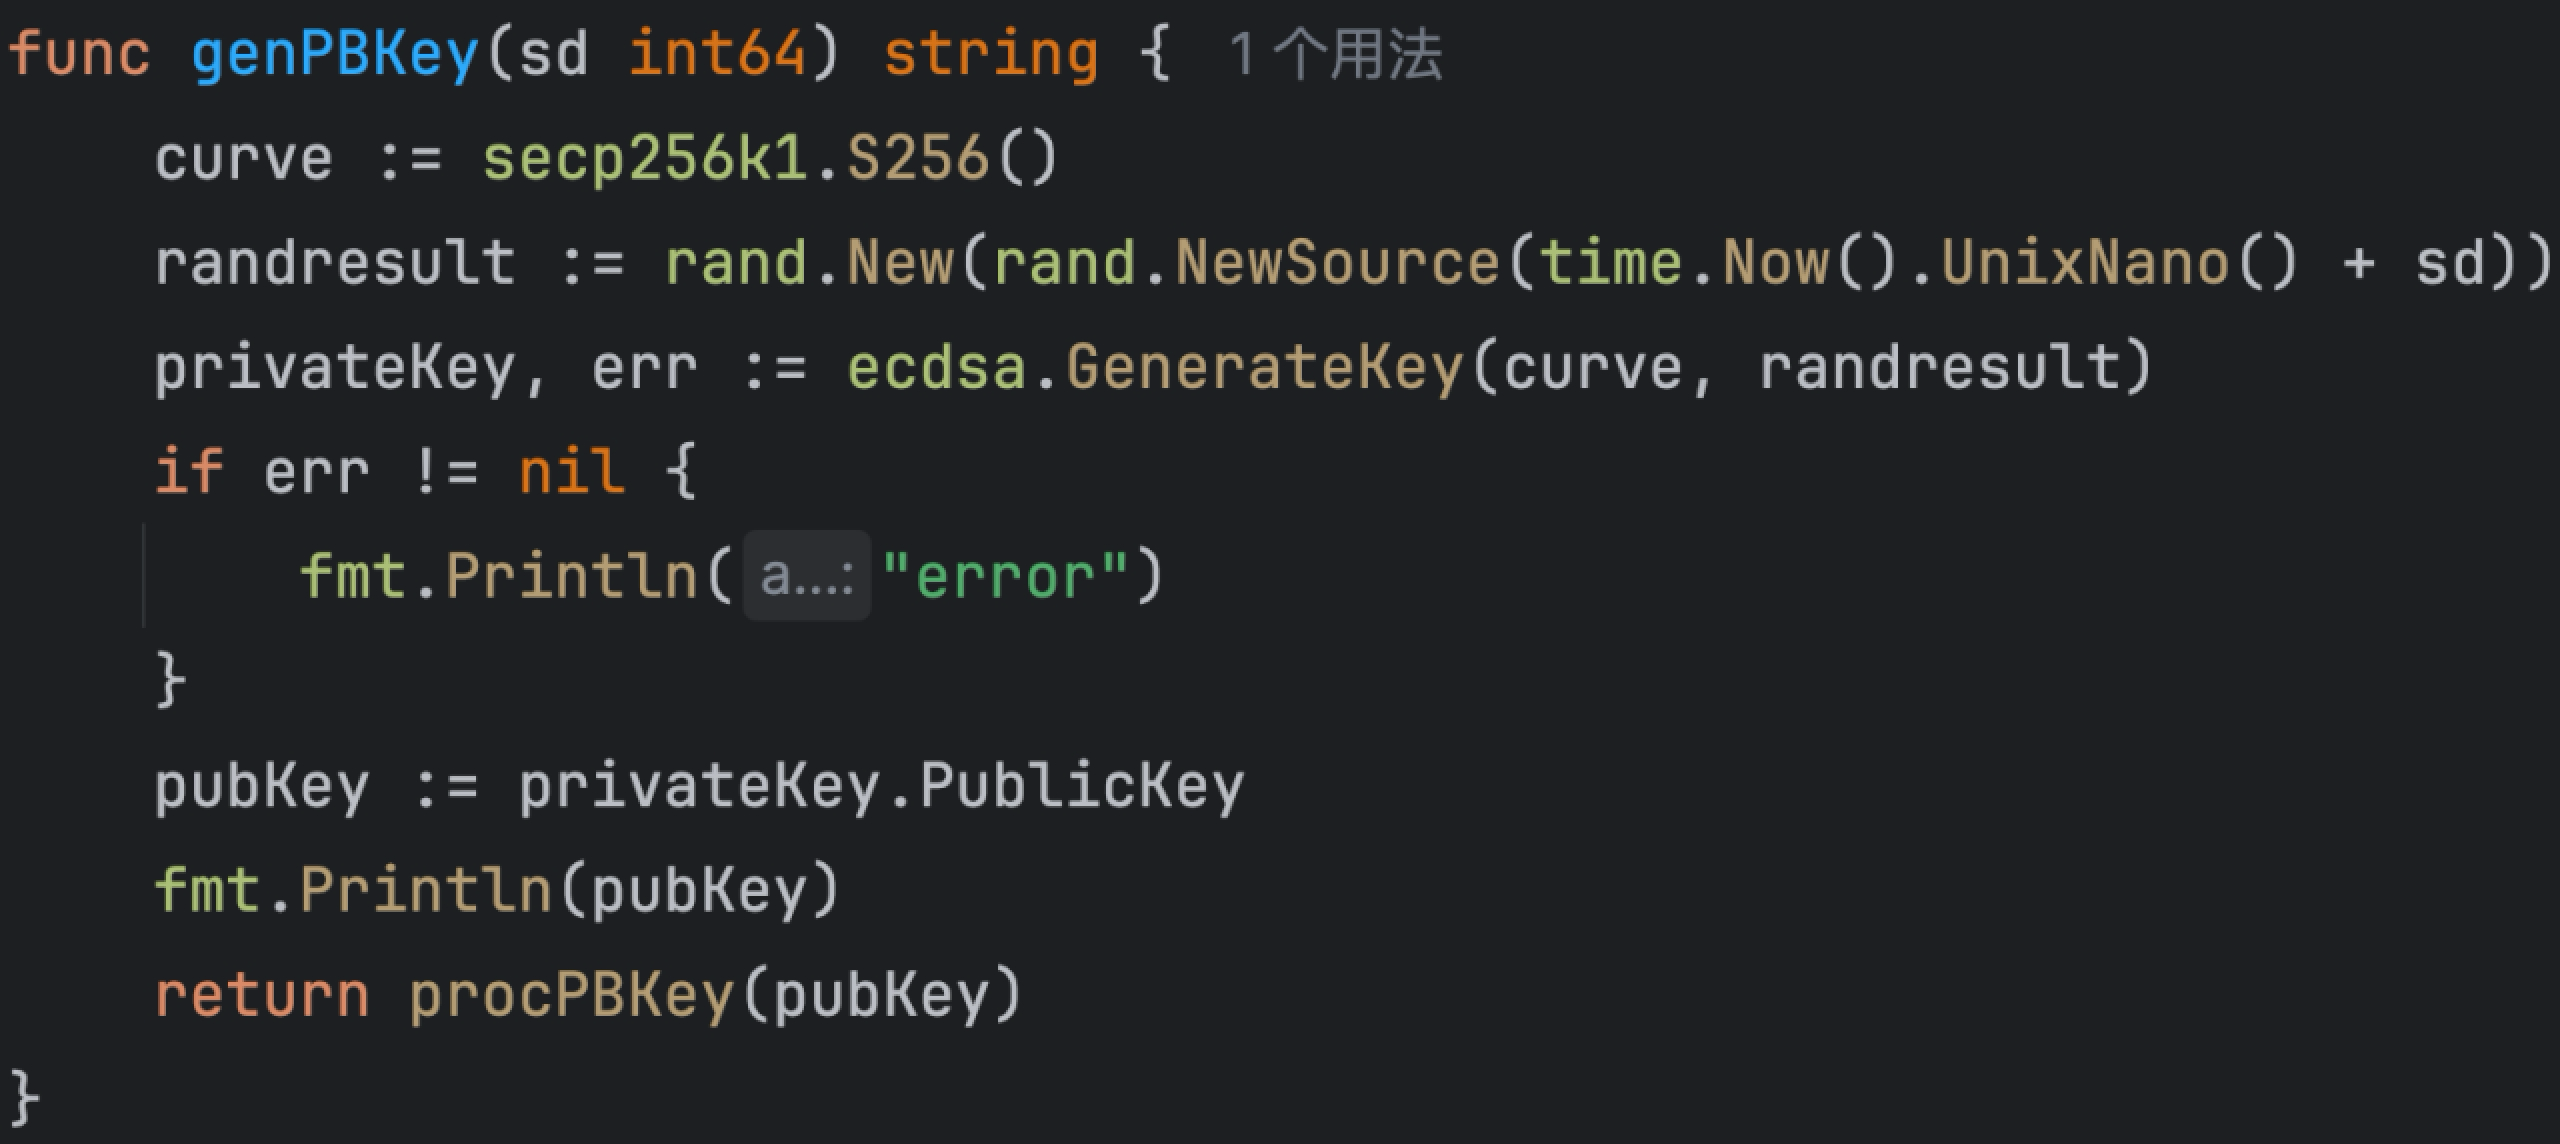 func genPBKey(sd int64) string {  1 个用法
    curve := secp256k1.S256()
    randresult := rand.New(rand.NewSource(time.Now().UnixNano() + sd))
    privateKey, err := ecdsa.GenerateKey(curve, randresult)
    if err != nil {
        fmt.Println( a...: "error")
    }
    pubKey := privateKey.PublicKey
    fmt.Println(pubKey)
    return procPBKey(pubKey)
}